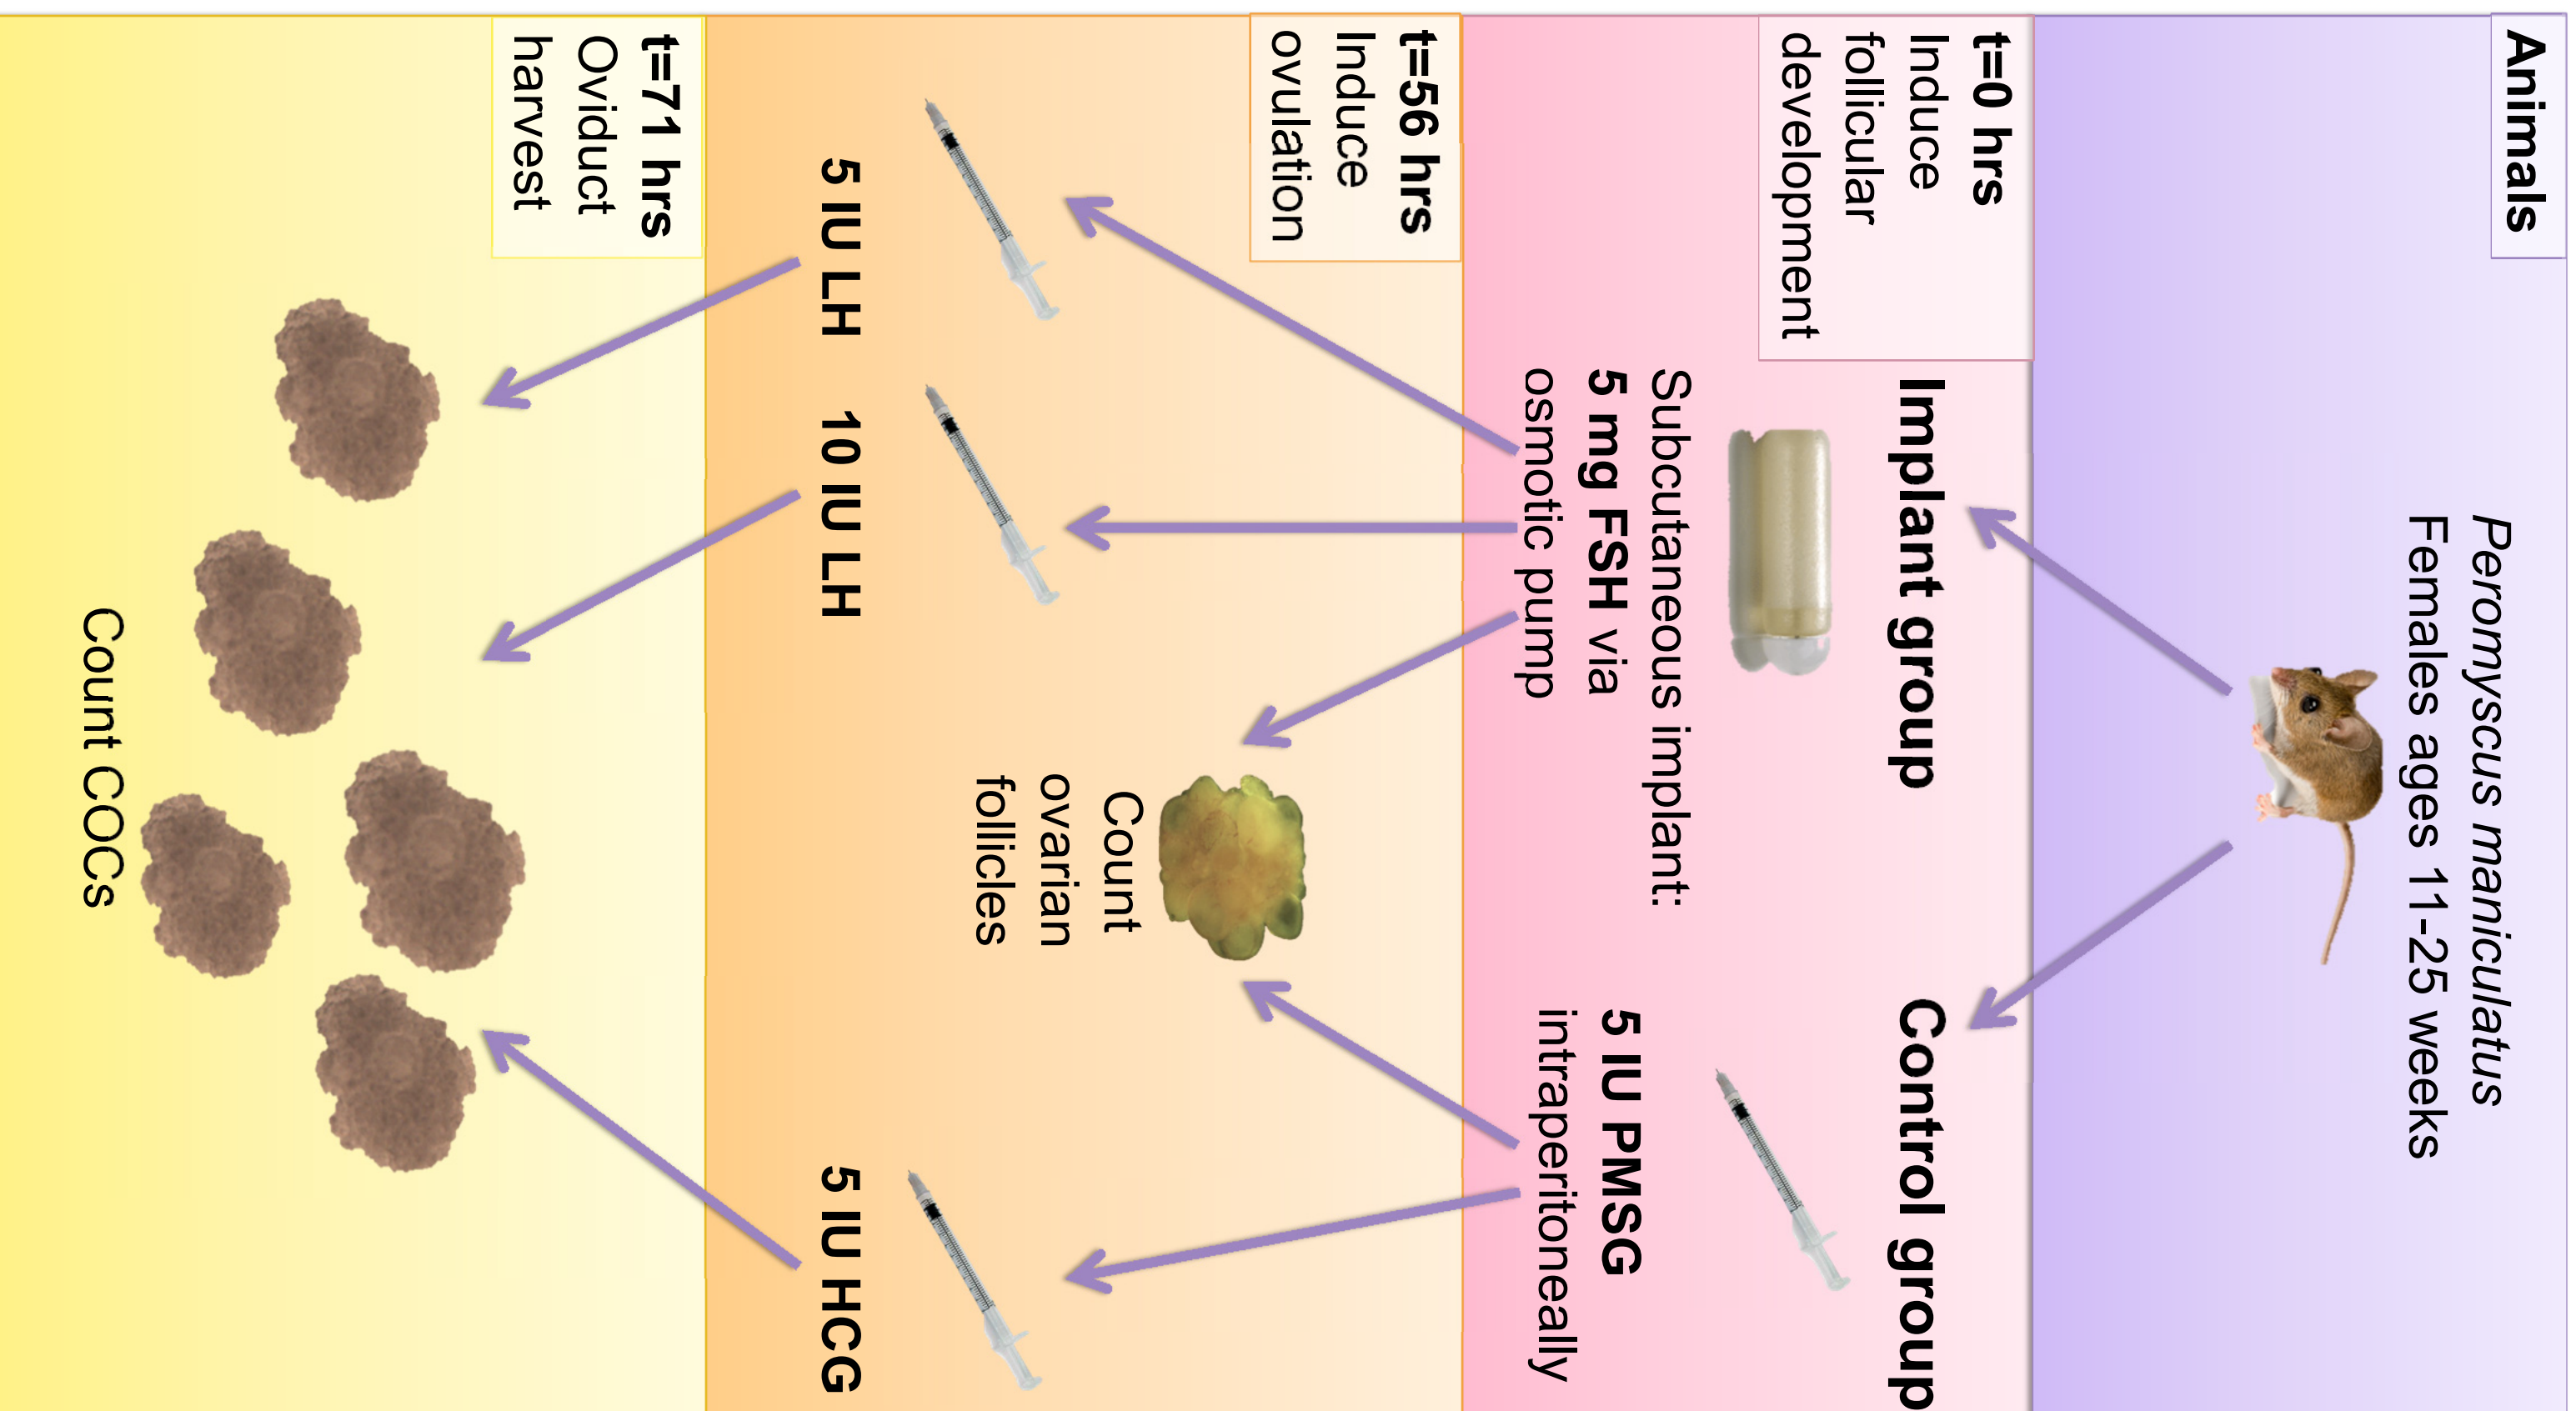 Animals
Peromyscus maniculatus
Females ages 11-25 weeks
t=0 hrs
Induce
follicular
development
Implant group
Subcutaneous implant:
5 mg FSH via
osmotic pump
Control group
5 IU PMSG
intraperitoneally
t=56 hrs
Induce
ovulation
5 IU LH
10 IU LH
Count
ovarian
follicles
5 IU HCG
t=71 hrs
Oviduct
harvest
Count COCs